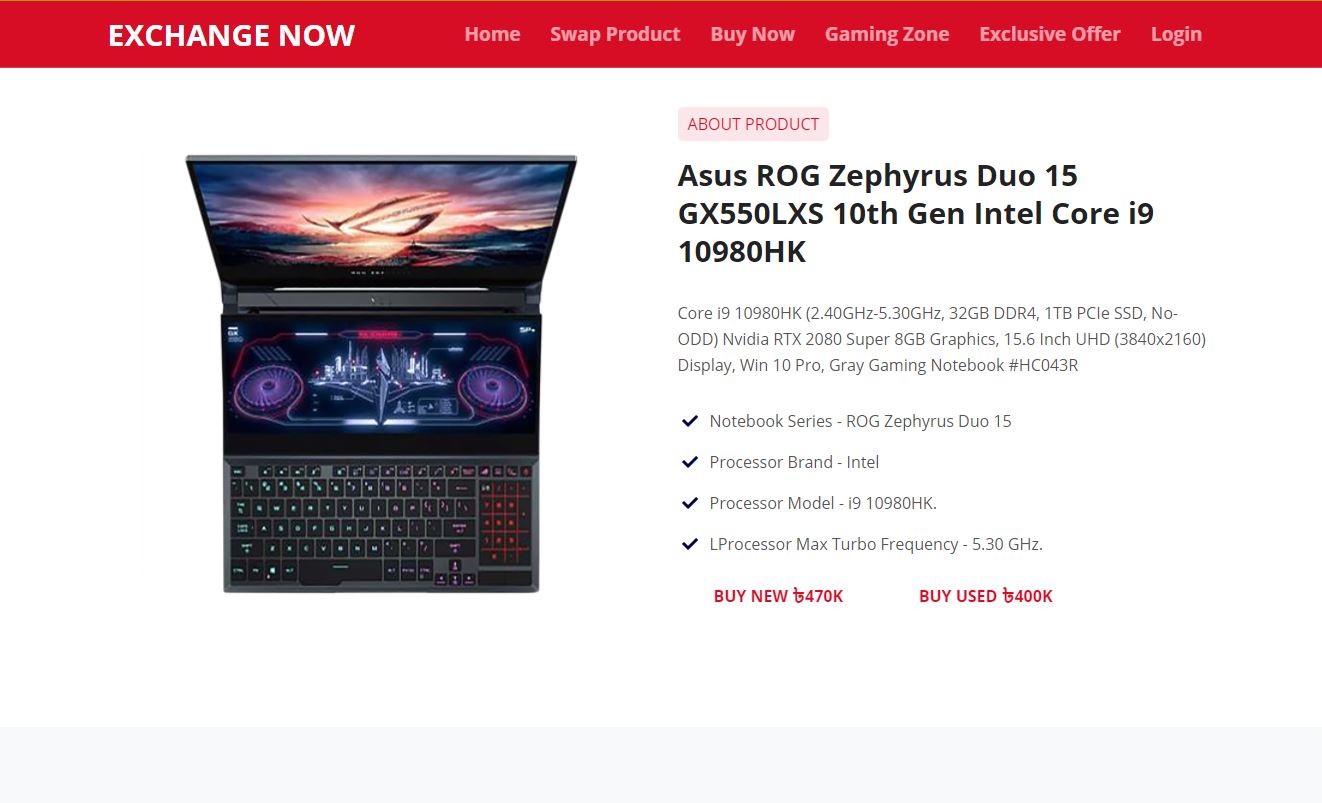 EXCHANGE NOW
Home
Swap Product
Buy Now
Gaming Zone
Exclusive Offer
Login
ABOUT PRODUCT
Asus ROG Zephyrus Duo 15
GX550LXS 10th Gen Intel Core i9
10980HK
Core i9 10980HK (2.40GHz-5.30GHz, 32GB DDR4, 1TB PCIe SSD, No-
ODD) Nvidia RTX 2080 Super 8GB Graphics, 15.6 Inch UHD (3840x2160)
Display, Win 10 Pro, Gray Gaming Notebook #HC043R
Notebook Series - ROG Zephyrus Duo 15
Processor Brand - Intel
Processor Model - i9 10980HK.
LProcessor Max Turbo Frequency - 5.30 GHz.
BUY NEW ৳470K
BUY USED ৳400K